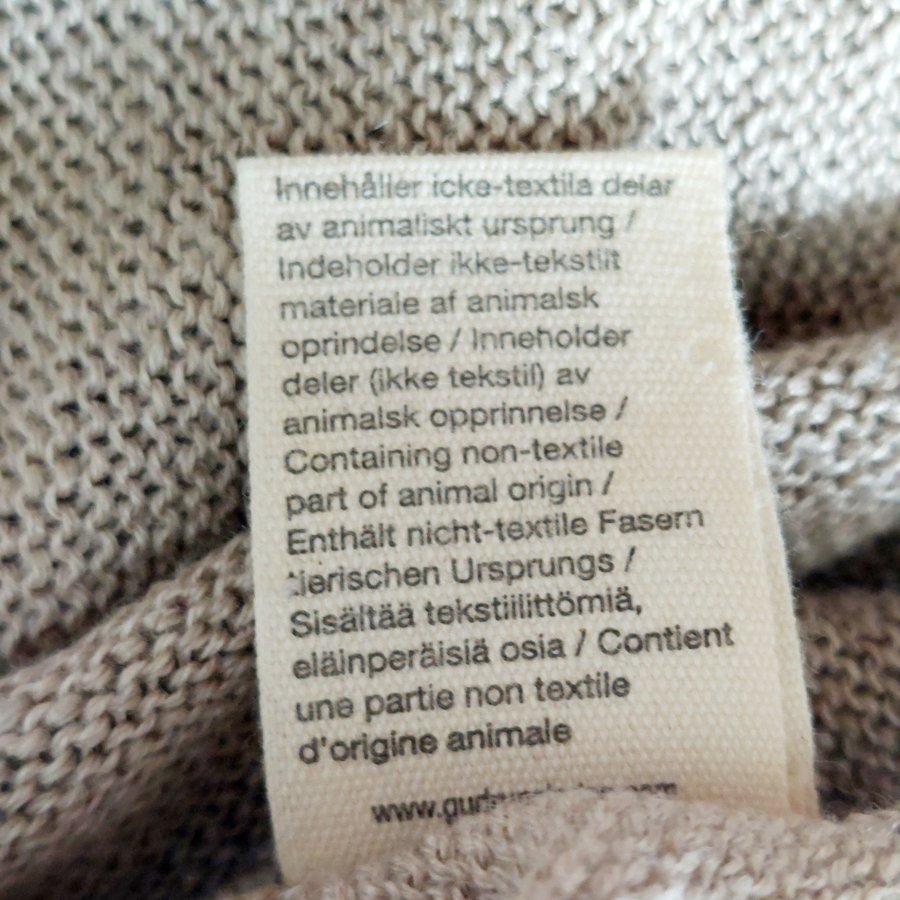 Innehåller icke-textila delar
av animaliskt ursprung /
Indeholder ikke-tekstilt
materiale af animalsk
oprindelse / Inneholder
deler (ikke tekstil) av
animalsk opprinnelse /
Containing non-textile
part of animal origin /
Enthält nicht-textile Fasern
tierischen Ursprungs /
Sisältää tekstiilittömiä,
eläinperäisiä osia / Contient
une partie non textile
d'origine animale